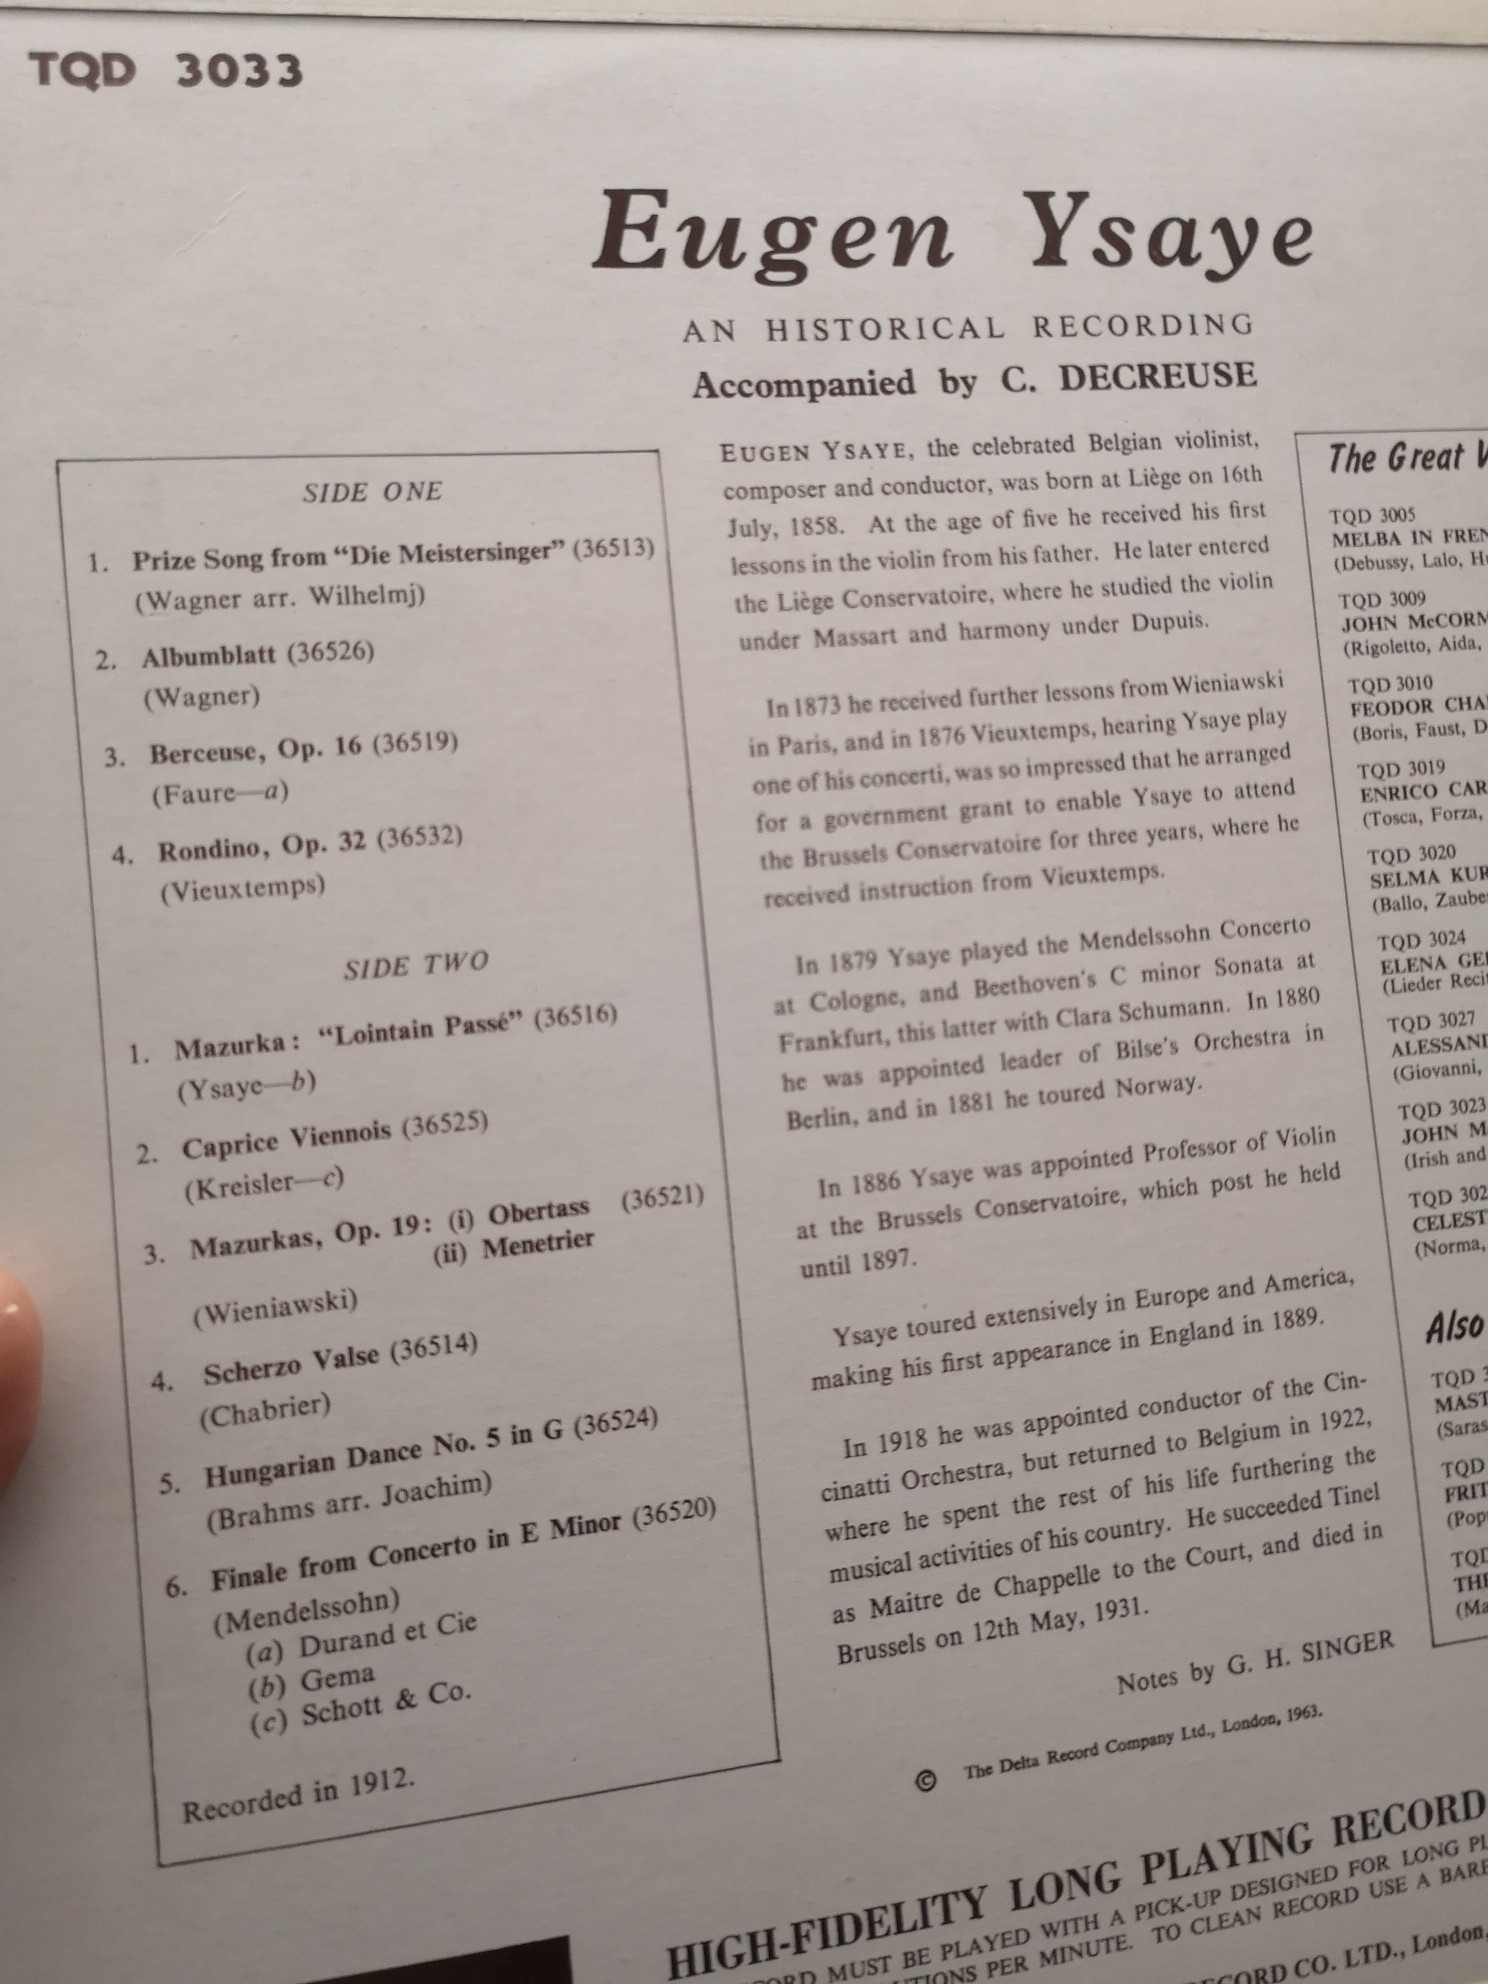 TQD 3033
Eugen Ysaye
AN HISTORICAL RECORDING
Accompanied by C. DECREUSE
SIDE ONE
1. Prize Song from “Die Meistersinger” (36513)
(Wagner arr. Wilhelmj)
2. Albumblatt (36526)
(Wagner)
3. Berceuse, Op. 16 (36519)
(Faure—a)
4. Rondino, Op. 32 (36532)
(Vieuxtemps)
SIDE TWO
1. Mazurka : “Lointain Passé” (36516)
(Ysaye—b)
2. Caprice Viennois (36525)
(Kreisler—c)
3. Mazurkas, Op. 19 : (i) Obertass (36521)
(ii) Menetrier
(Wieniawski)
4. Scherzo Valse (36514)
(Chabrier)
5. Hungarian Dance No. 5 in G (36524)
(Brahms arr. Joachim)
6. Finale from Concerto in E Minor (36520)
(Mendelssohn)
(a) Durand et Cie
(b) Gema
(c) Schott & Co.
Recorded in 1912.
EUGEN YSAYE, the celebrated Belgian violinist,
composer and conductor, was born at Liège on 16th
July, 1858. At the age of five he received his first
lessons in the violin from his father. He later entered
the Liège Conservatoire, where he studied the violin
under Massart and harmony under Dupuis.
In 1873 he received further lessons from Wieniawski
in Paris, and in 1876 Vieuxtemps, hearing Ysaye play
one of his concerti, was so impressed that he arranged
for a government grant to enable Ysaye to attend
the Brussels Conservatoire for three years, where he
received instruction from Vieuxtemps.
In 1879 Ysaye played the Mendelssohn Concerto
at Cologne, and Beethoven's C minor Sonata at
Frankfurt, this latter with Clara Schumann. In 1880
he was appointed leader of Bilse's Orchestra in
Berlin, and in 1881 he toured Norway.
In 1886 Ysaye was appointed Professor of Violin
at the Brussels Conservatoire, which post he held
until 1897.
Ysaye toured extensively in Europe and America,
making his first appearance in England in 1889.
In 1918 he was appointed conductor of the Cin-
cinatti Orchestra, but returned to Belgium in 1922,
where he spent the rest of his life furthering the
musical activities of his country. He succeeded Tinel
as Maitre de Chappelle to the Court, and died in
Brussels on 12th May, 1931.
Notes by G. H. SINGER
© The Delta Record Company Ltd., London, 1963.
The Great
TQD 3005
MELBA IN
(Debussy, Lalo,
TQD 3009
JOHN
(Rigoletto, Aida,
TQD 3010
FEODOR
(Boris, Faust,
TQD 3019
ENRICO
(Tosca, Forza,
TQD 3020
SELMA
(Ballo,
TQD 3024
ELENA
(Lieder
TQD 3027
(Giovanni,
TQD 3023
JOHN
(Irish and
TQD
(Norma,
Also
TQD
TQD
TQD
HIGH-FIDELITY LONG PLAYING RECORD
MUST BE PLAYED WITH A PICK-UP DESIGNED FOR LONG
PER MINUTE. TO CLEAN RECORD USE A
CO. LTD., London,